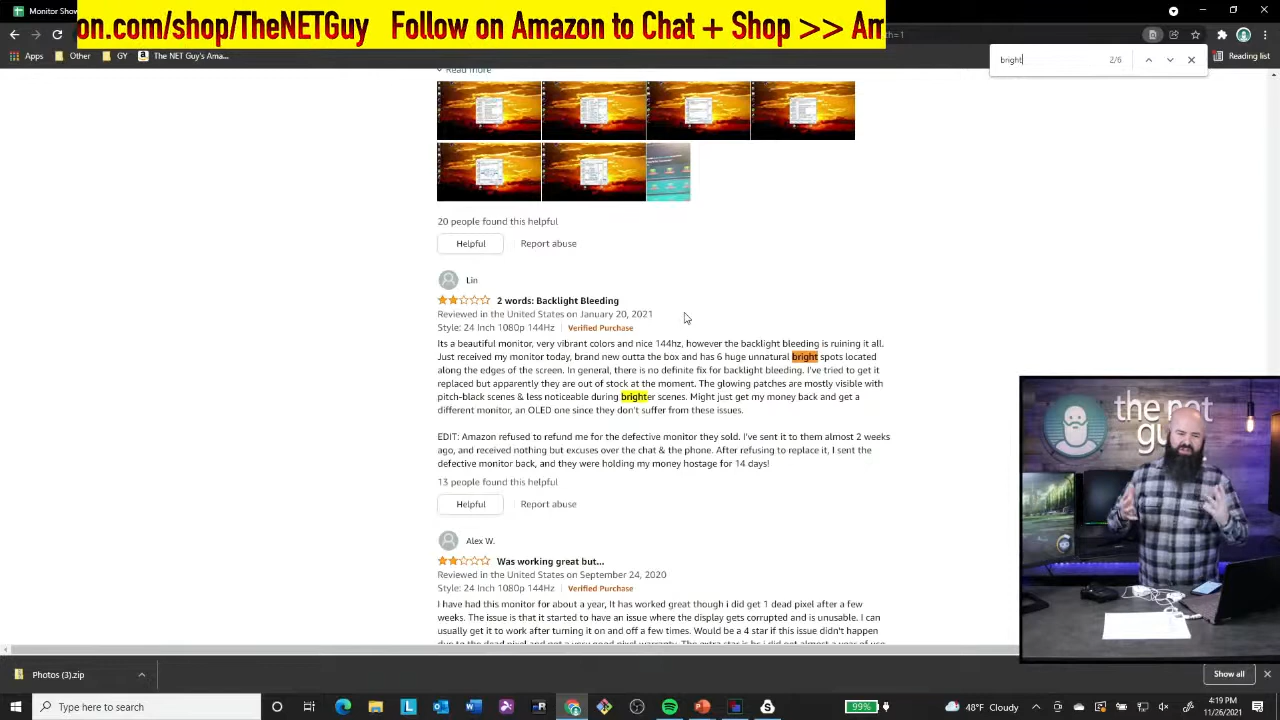 Monitor Show
on.com/shop/TheNETGuy Follow on Amazon to Chat + Shop >> Am
Apps
Other
GY
The NET Guy's Ama...
Reading list
bright
2/6
Read more
20 people found this helpful
Helpful
Report abuse
Lin
2 words: Backlight Bleeding
Reviewed in the United States on January 20, 2021
Style: 24 Inch 1080p 144Hz
Verified Purchase
Its a beautiful monitor, very vibrant colors and nice 144hz, however the backlight bleeding is ruining it all.
Just received my monitor today, brand new outta the box and has 6 huge unnatural bright spots located
along the edges of the screen. In general, there is no definite fix for backlight bleeding. I've tried to get it
replaced but apparently they are out of stock at the moment. The glowing patches are mostly visible with
pitch-black scenes & less noticeable during brighter scenes. Might just get my money back and get a
different monitor, an OLED one since they don't suffer from these issues.
EDIT: Amazon refused to refund me for the defective monitor they sold. I've sent it to them almost 2 weeks
ago, and received nothing but excuses over the chat & the phone. After refusing to replace it, I sent the
defective monitor back, and they were holding my money hostage for 14 days!
13 people found this helpful
Helpful
Report abuse
Alex W.
Was working great but...
Reviewed in the United States on September 24, 2020
Style: 24 Inch 1080p 144Hz
Verified Purchase
I have had this monitor for about a year, It has worked great though i did get 1 dead pixel after a few
weeks. The issue is that it started to have an issue where the display gets corrupted and is unusable. I can
usually get it to work after turning it on and off a few times. Would be a 4 star if this issue didn't happen
the net
gu
Photos (3).zip
Show all
Type here to search
99%
48°F Cloudy
4:19 PM